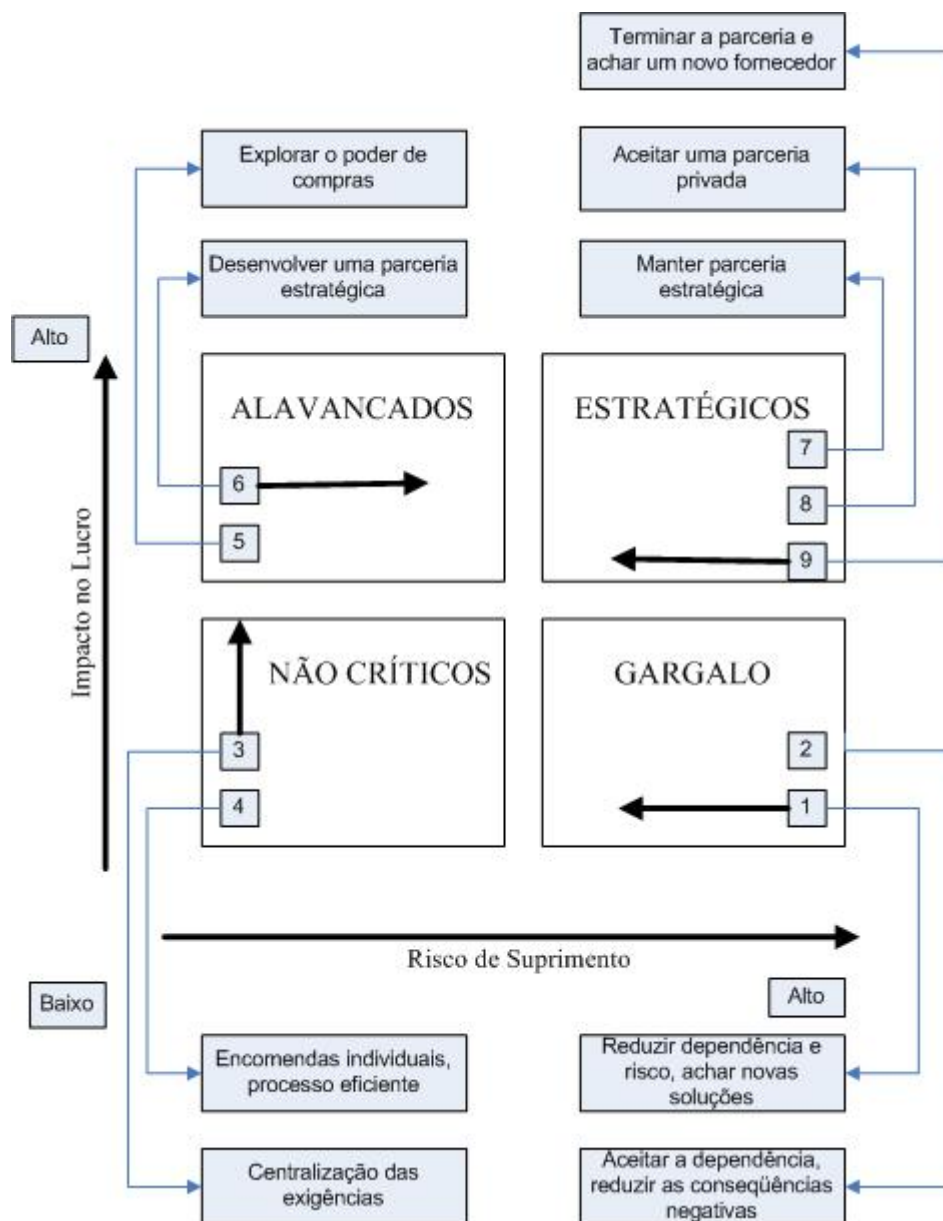 Terminar a parceria e
achar um novo fornecedor
Explorar o poder de
compras
Aceitar uma parceria
privada
Desenvolver uma parceria
estratégica
Manter parceria
estratégica
Alto
ALAVANCADOS
ESTRATÉGICOS
7
6
8
5
9
Impacto no Lucro
NÃO CRÍTICOS
GARGALO
3
2
4
1
Risco de Suprimento
Baixo
Alto
Encomendas individuais,
processo eficiente
Reduzir dependência e
risco, achar novas
soluções
Centralização das
exigências
Aceitar a dependência,
reduzir as conseqüências
negativas